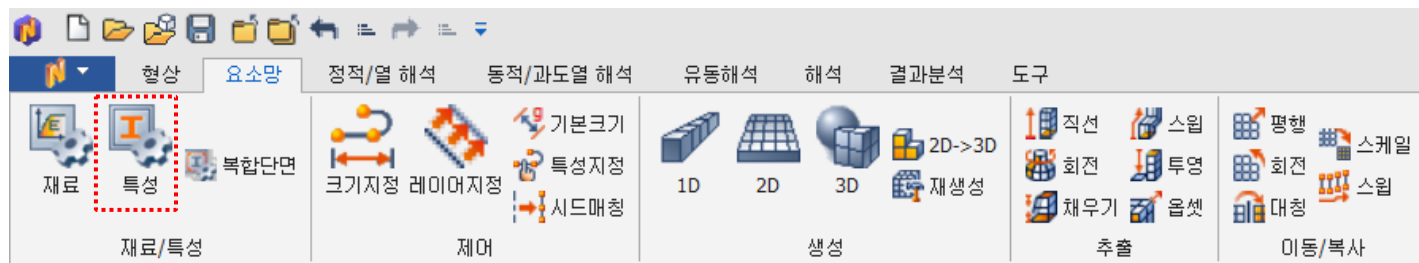 형상 요소망 정적/열 해석 동적/과도열 해석 유동해석 해석 결과분석 도구
재료 특성 복합단면
재료/특성
크기지정 레이어지정 기본크기
특성지정
시드매칭
제어
1D 2D 3D 2D->3D
재생성
생성
직선 스윕
회전 투영
채우기 옵셋
추출
평행 스케일
회전 스윕
대칭
이동/복사